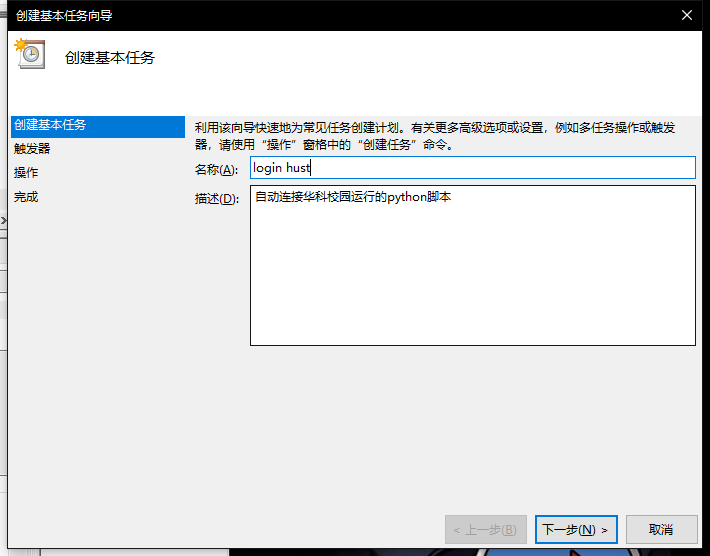 创建基本任务向导
创建基本任务
创建基本任务
触发器
操作
完成
利用该向导快速地为常见任务创建计划。有关更多高级选项或设置，例如多任务操作或触发
器，请使用“操作”窗格中的“创建任务”命令。
名称(A):
login hust
描述(D):
自动连接华科校园运行的python脚本
< 上一步(B)
下一步(N) >
取消